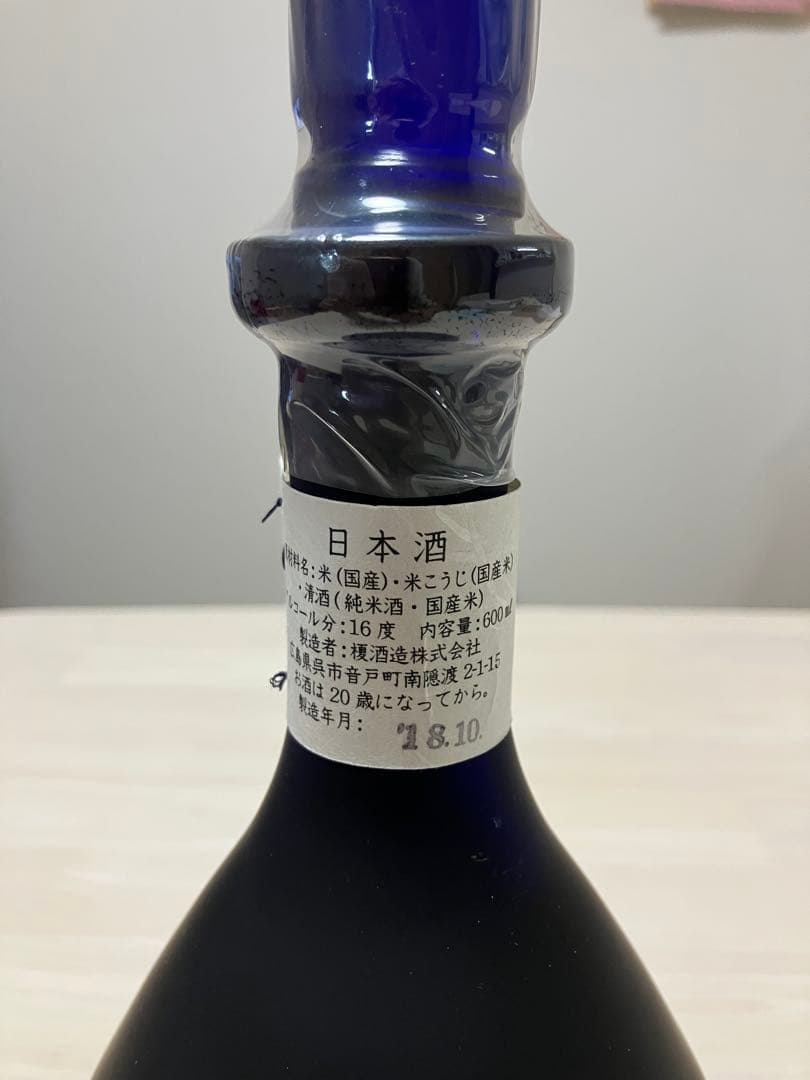 日本酒
材料名:米(国産)・米こうじ(国産米)
・清酒(純米酒・国産米)
ルコール分:16度 内容量:600㎖
製造者:榎酒造株式会社
広島県呉市音戸町南隠渡2-1-15
お酒は20歳になってから。
製造年月: '18.10.